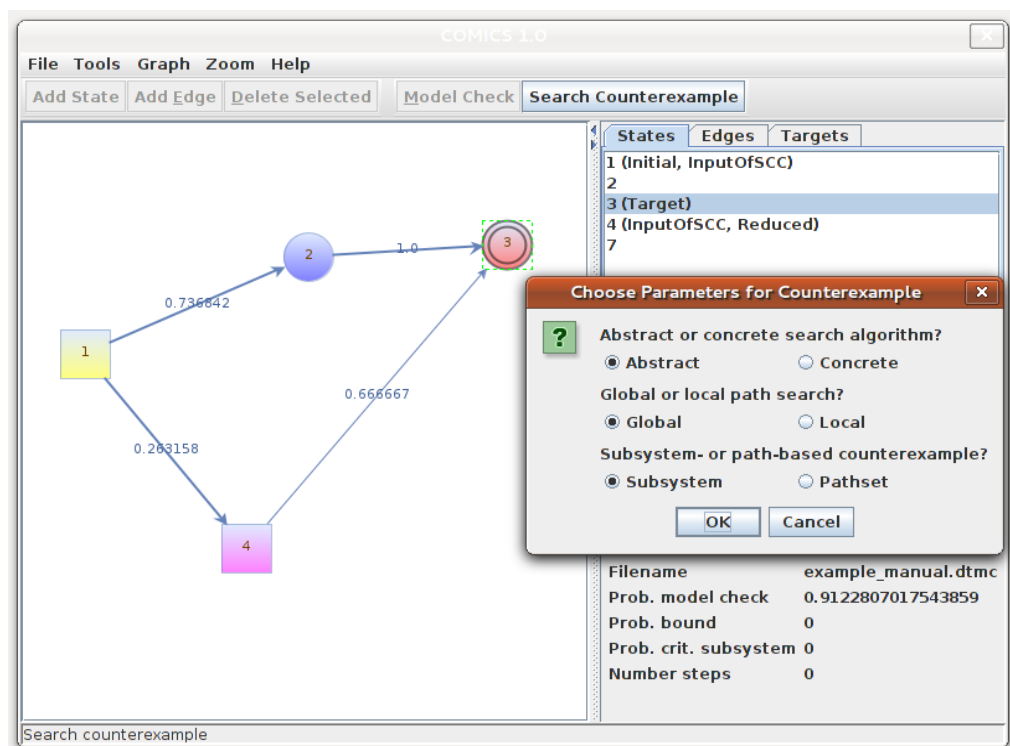 COMICS 1.0
File Tools Graph Zoom Help
Add State Add Edge Delete Selected Model Check Search Counterexample
States Edges Targets
1 (Initial, InputOfSCC)
2
3 (Target)
4 (InputOfSCC, Reduced)
7
2
1.0
3
0.736842
1
0.666667
0.263158
4
Choose Parameters for Counterexample
Abstract or concrete search algorithm?
Abstract Concrete
Global or local path search?
Global Local
Subsystem- or path-based counterexample?
Subsystem Pathset
OK Cancel
Filename example_manual.dtmc
Prob. model check 0.9122807017543859
Prob. bound 0
Prob. crit. subsystem 0
Number steps 0
Search counterexample